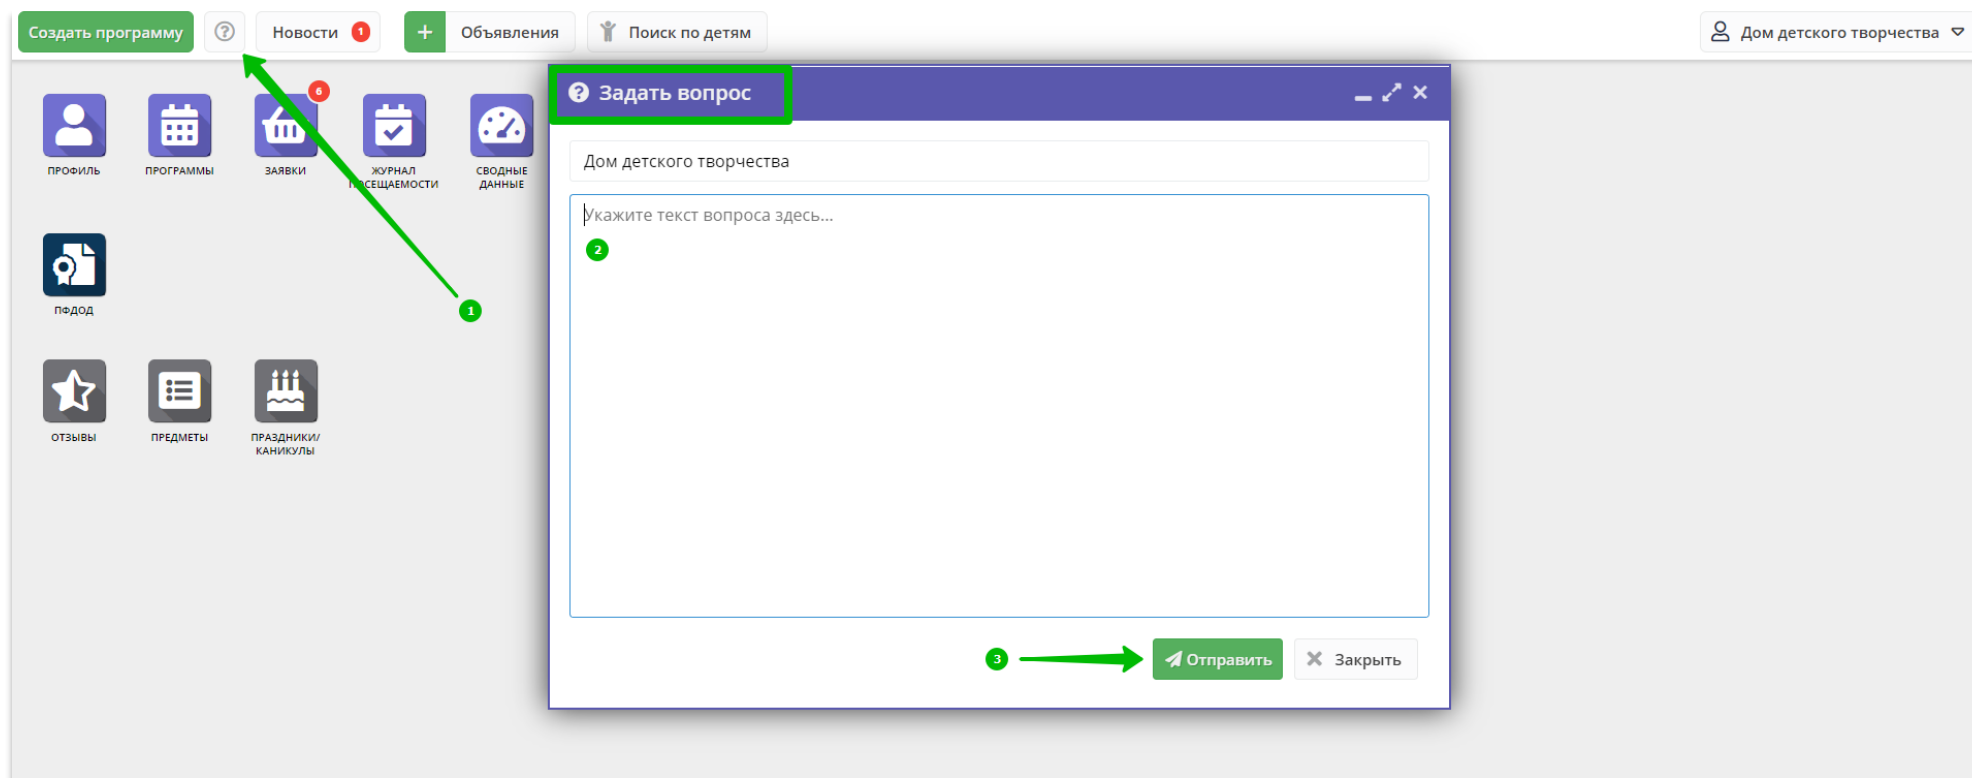 Создать программу
?
Новости 1
+ Объявления
Поиск по детям
Дом детского творчества
6
ПРОФИЛЬ
ПРОГРАММЫ
ЗАЯВКИ
ЖУРНАЛ
ПОСЕЩАЕМОСТИ
СВОДНЫЕ
ДАННЫЕ
1
ПФДОД
ОТЗЫВЫ
ПРЕДМЕТЫ
ПРАЗДНИКИ/
КАНИКУЛЫ
? Задать вопрос
Дом детского творчества
Укажите текст вопроса здесь...
2
3
Отправить
Закрыть